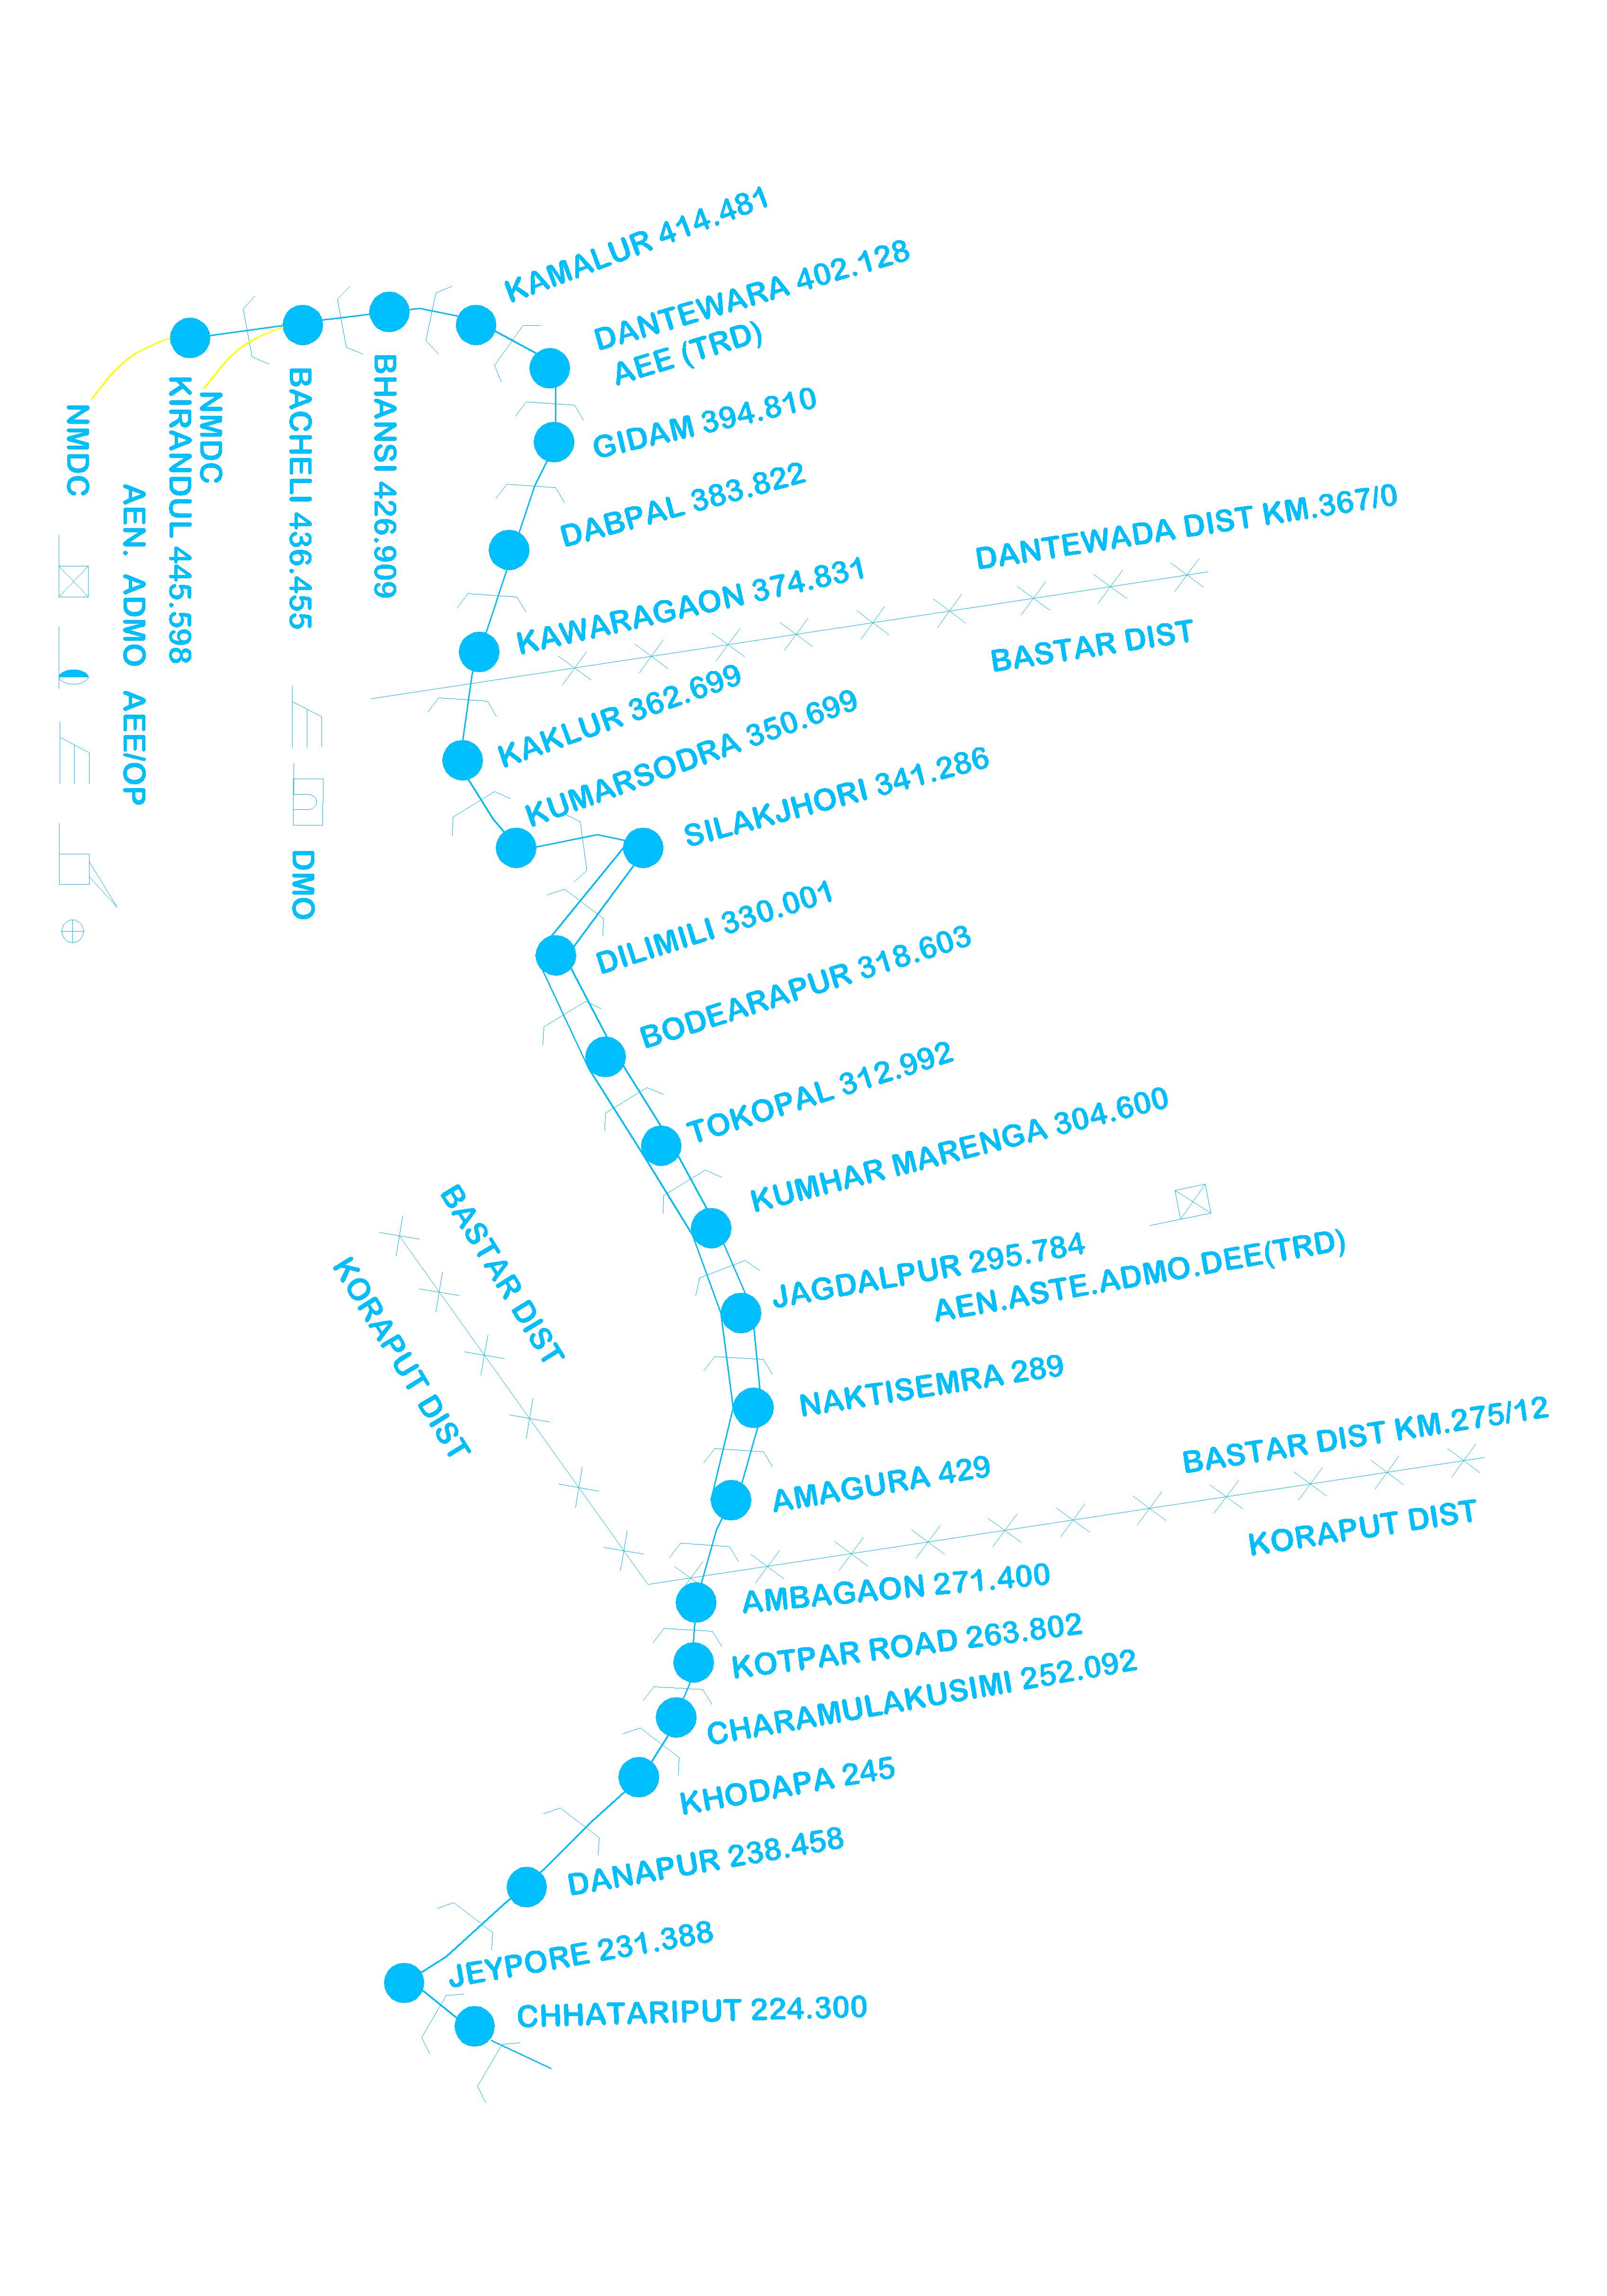 KAMALUR 414.481
DANTEWARA 402.128
AEE (TRD)
GIDAM 394.810
DABPAL 383.822
KAWARAGAON 374.831
DANTEWADA DIST KM.367/0
BASTAR DIST
NMDC
AEN. ADMO AEE/OP
KIRANDUL 445.598
NMDC
BACHELI 436.455
DMO
BHANSI 426.909
KAKLUR 362.699
KUMARSODRA 350.699
SILAKJHORI 341.286
DILIMILI 330.001
BODEARAPUR 318.603
TOKOPAL 312.992
KUMHAR MARENGA 304.600
JAGDALPUR 295.784
AEN.ASTE.ADMO.DEE(TRD)
BASTAR DIST
KORAPUT DIST
NAKTISEMRA 289
AMAGURA 429
BASTAR DIST KM.275/12
KORAPUT DIST
AMBAGAON 271.400
KOTPAR ROAD 263.802
CHARAMULAKUSIMI 252.092
KHODAPA 245
DANAPUR 238.458
JEYPORE 231.388
CHHATARIPUT 224.300